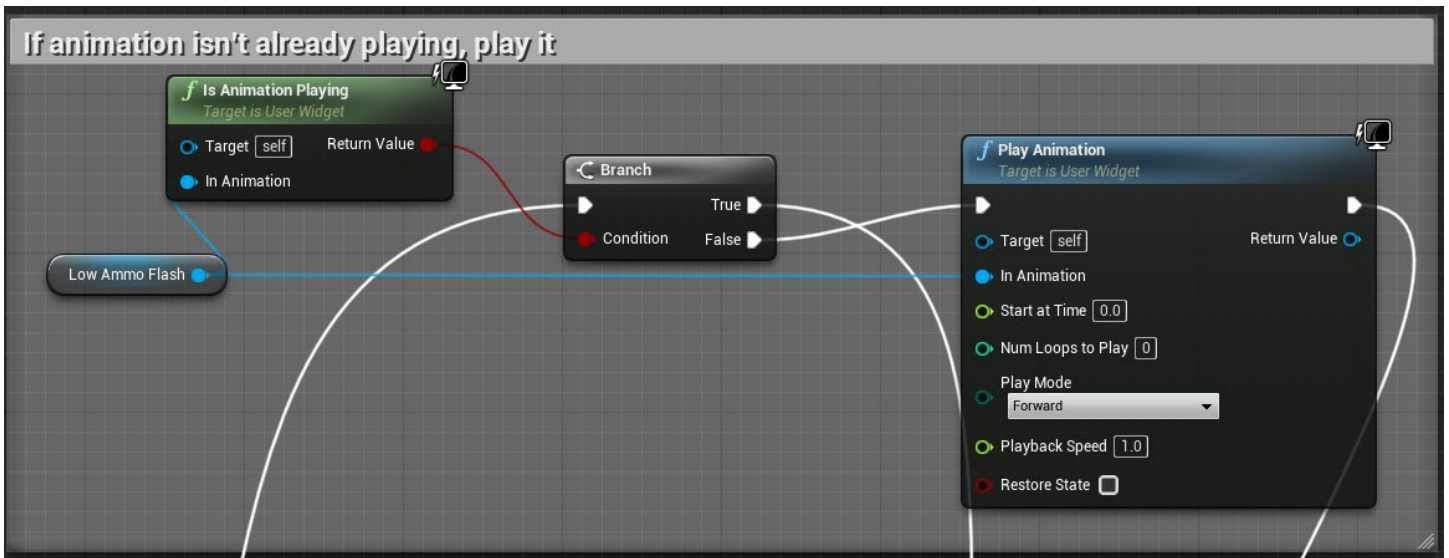 If animation isn't already playing, play it
f Is Animation Playing
Target is User Widget
Target self Return Value
In Animation
Low Ammo Flash
Branch
True
Condition False
f Play Animation
Target is User Widget
Target self Return Value
In Animation
Start at Time 0.0
Num Loops to Play 0
Play Mode
Forward
Playback Speed 1.0
Restore State